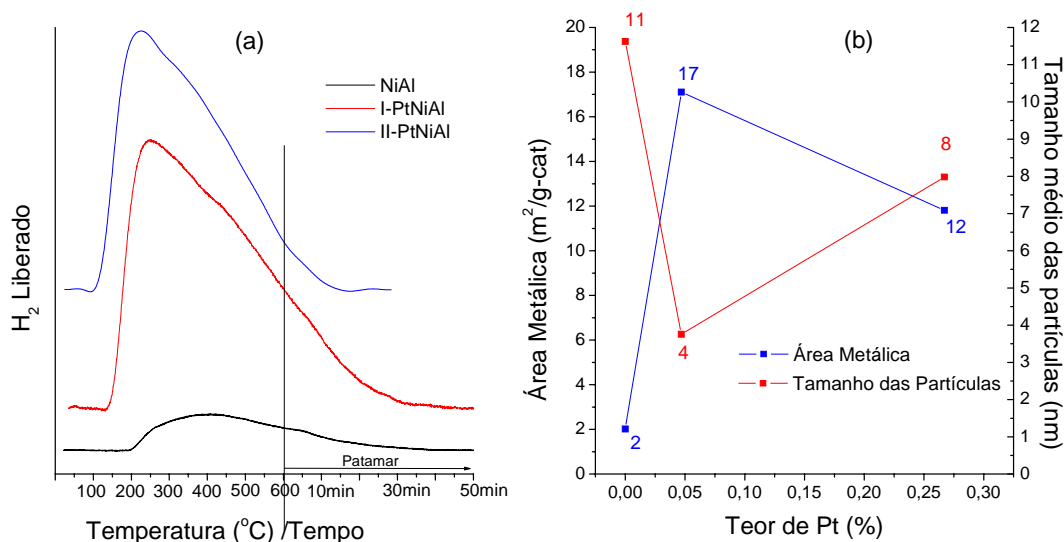 (a)
NiAl
I-PtNiAl
II-PtNiAl
H2 Liberado
Patamar
100 200 300 400 500 600 10min 30min 50min
Temperatura (°C) /Tempo
(b)
20
18
16
14
12
10
8
6
4
2
0
Área Metálica (m²/g-cat)
11
17
8
12
4
2
Área Metálica
Tamanho das Partículas
12
11
10
9
8
7
6
5
4
3
2
1
0
Tamanho médio das partículas (nm)
0,00 0,05 0,10 0,15 0,20 0,25 0,30
Teor de Pt (%)